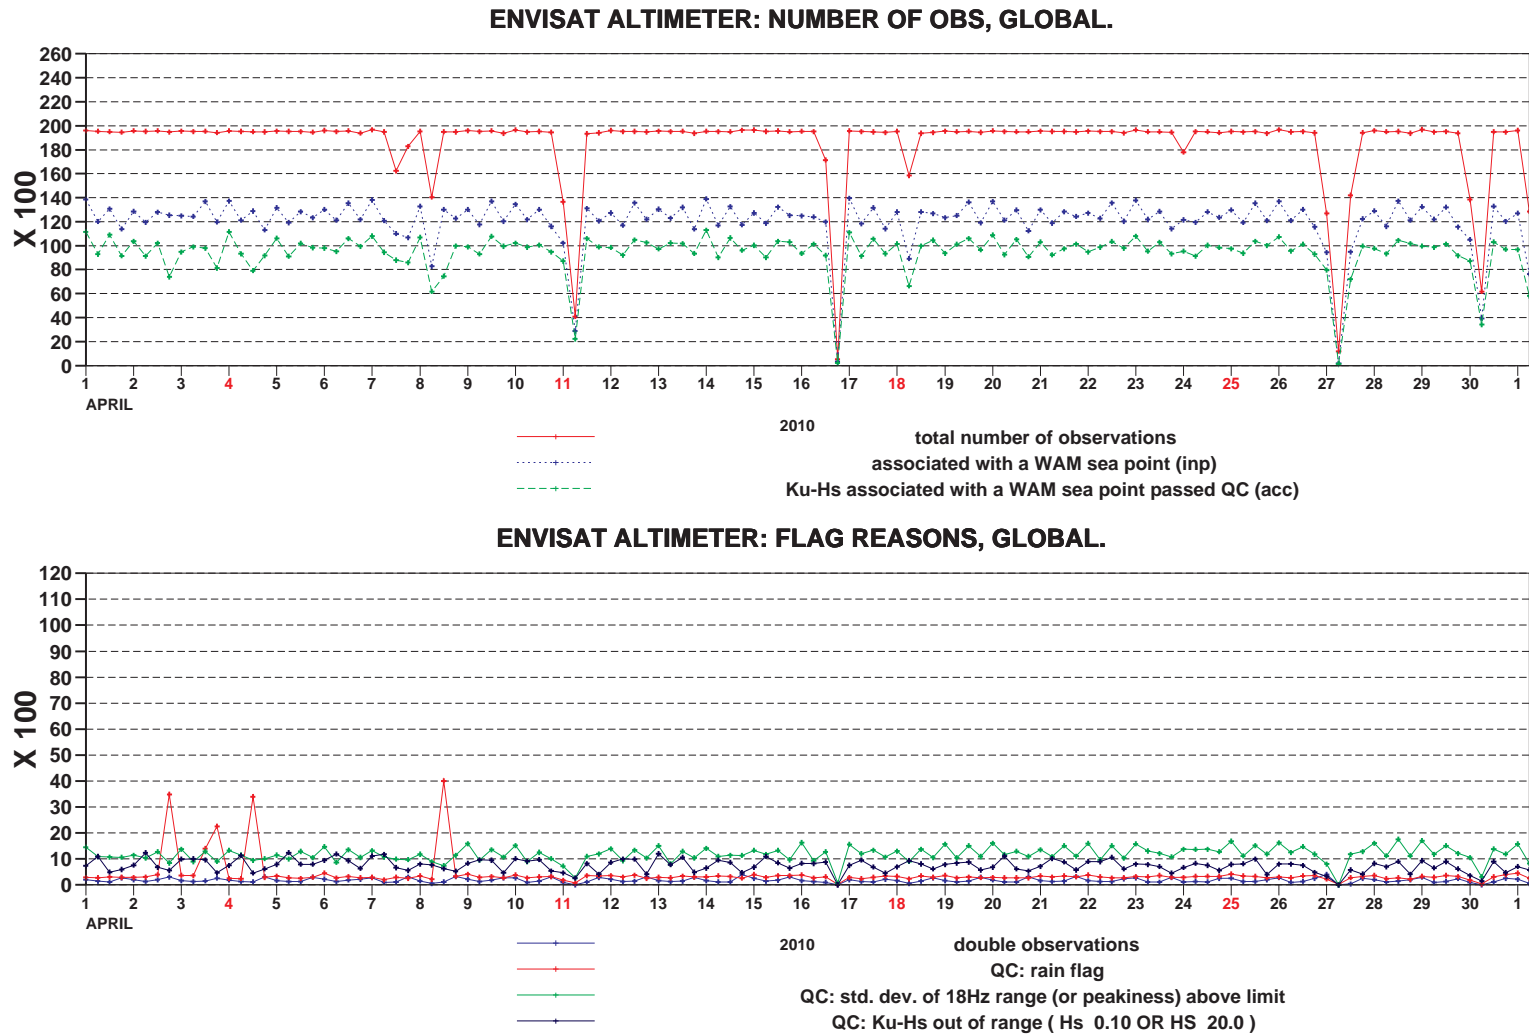 ENVISAT ALTIMETER: NUMBER OF OBS, GLOBAL.
260
240
220
200
180
160
140
120
100
80
60
40
20
0
X 100
1 2 3 4 5 6 7 8 9 10 11 12 13 14 15 16 17 18 19 20 21 22 23 24 25 26 27 28 29 30 1
APRIL
2010
total number of observations
associated with a WAM sea point (inp)
Ku-Hs associated with a WAM sea point passed QC (acc)
ENVISAT ALTIMETER: FLAG REASONS, GLOBAL.
120
110
100
90
80
70
60
50
40
30
20
10
0
X 100
1 2 3 4 5 6 7 8 9 10 11 12 13 14 15 16 17 18 19 20 21 22 23 24 25 26 27 28 29 30 1
APRIL
2010
double observations
QC: rain flag
QC: std. dev. of 18Hz range (or peakiness) above limit
QC: Ku-Hs out of range ( Hs 0.10 OR HS 20.0 )